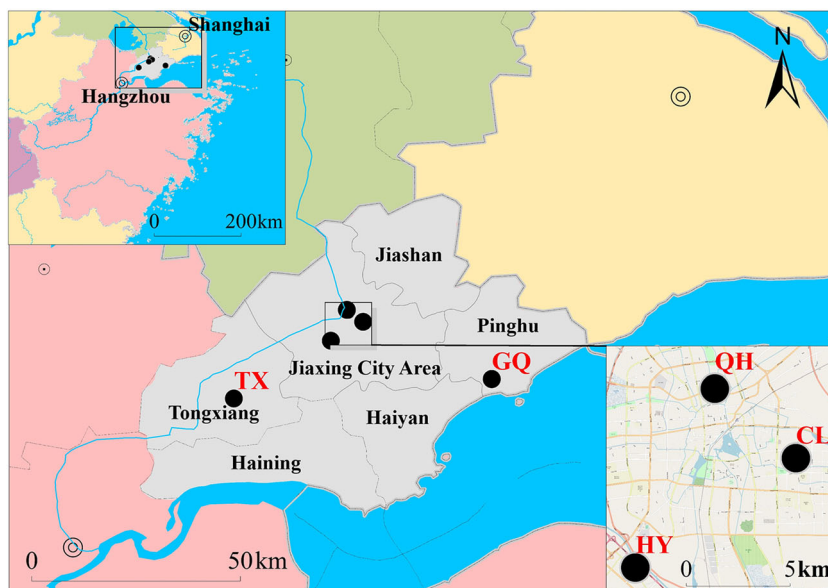 Shanghai
Hangzhou
0 200km
N
Jiashan
Pinghu
Jiaxing City Area
GQ
TX
Tongxiang
Haiyan
Haining
0 50km
QH
CL
HY
0 5km